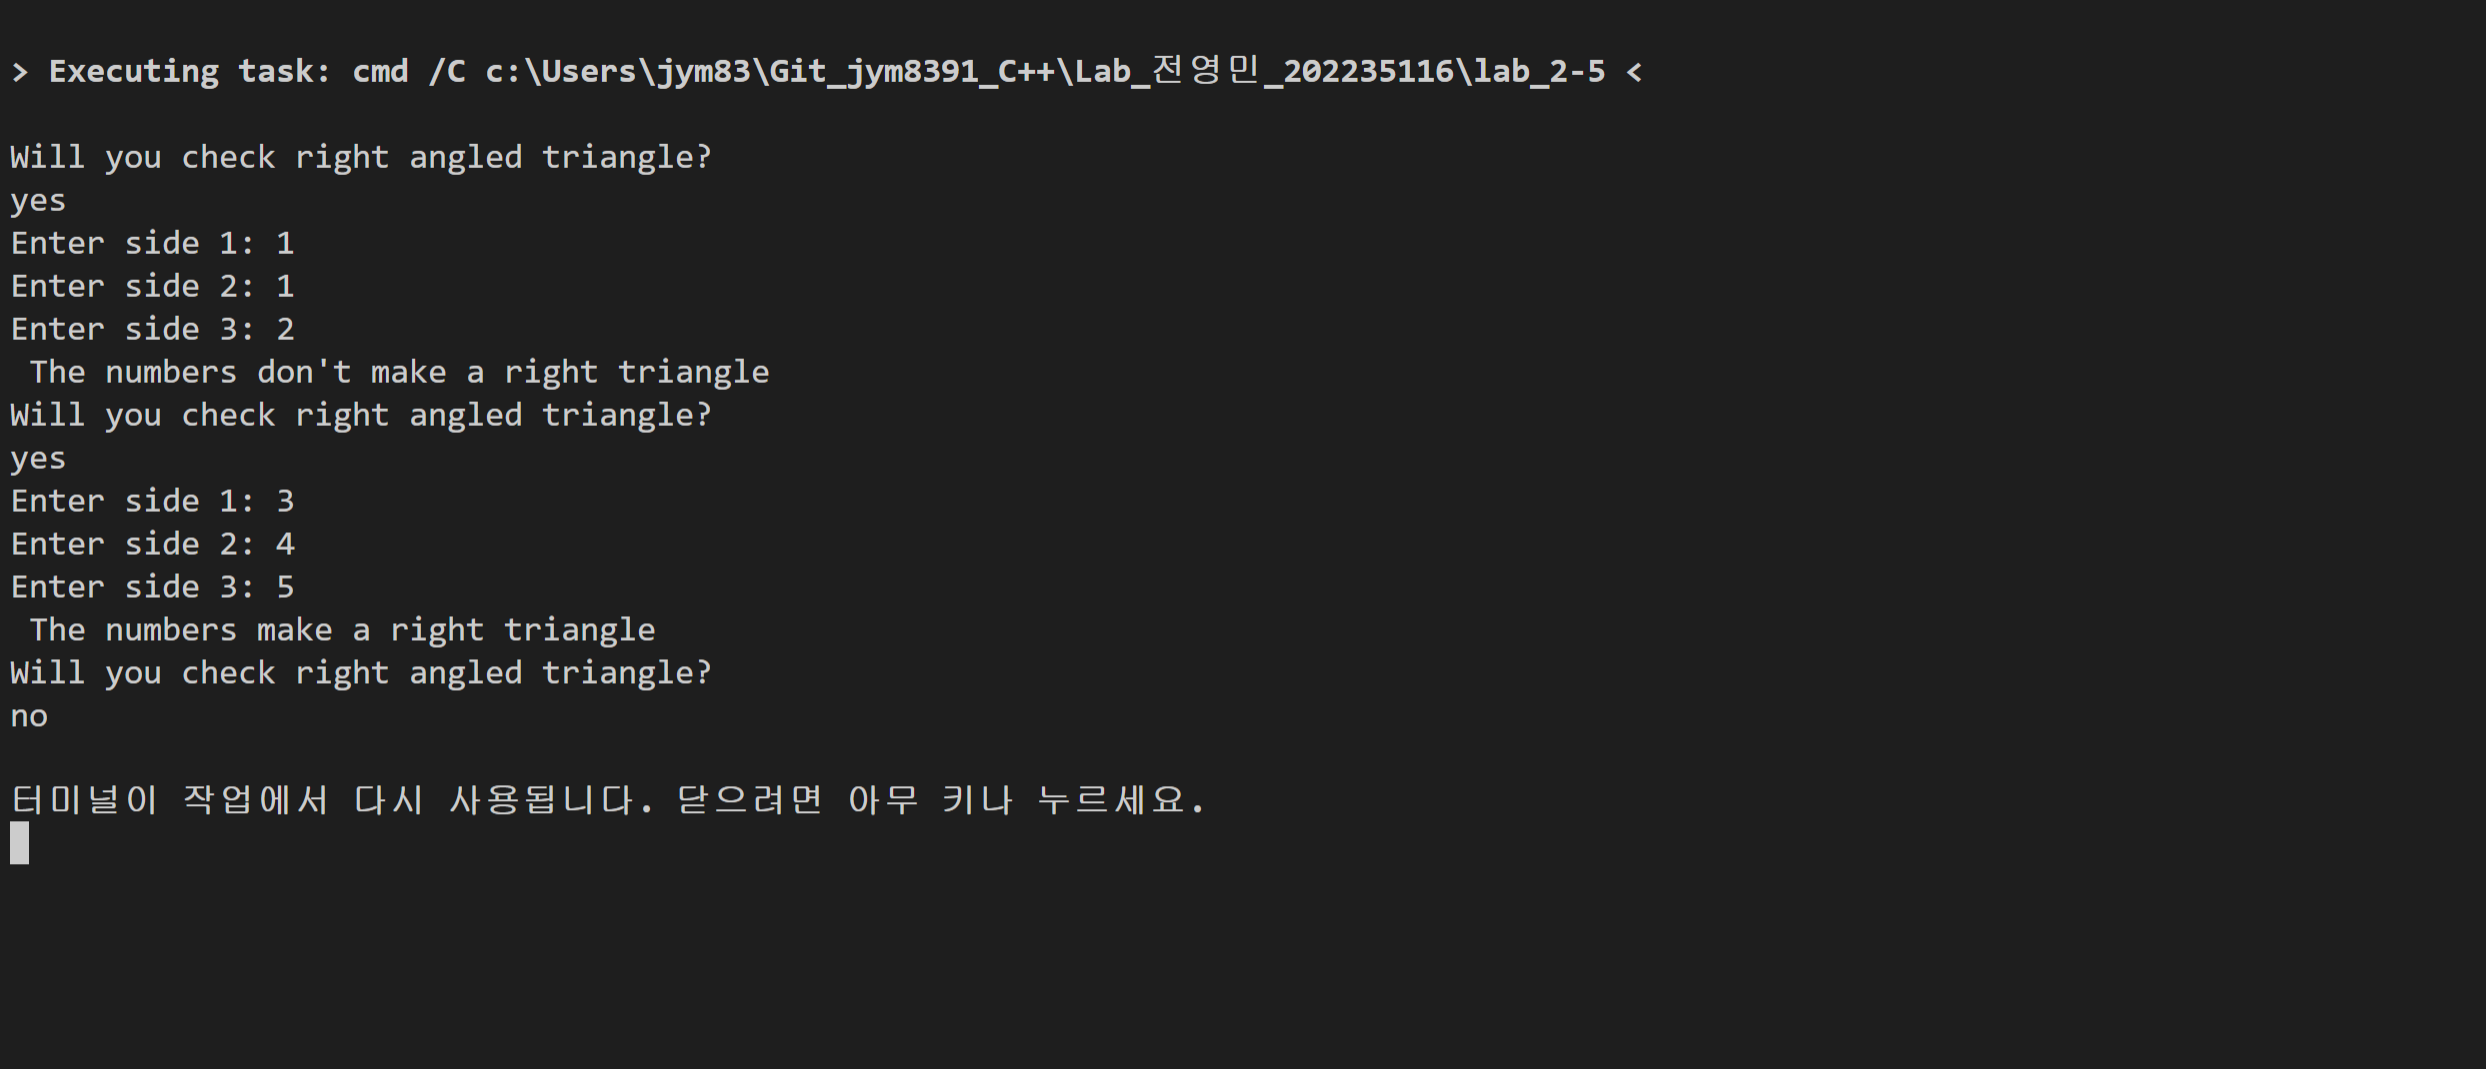 > Executing task: cmd /C c:\Users\jym83\Git_jym8391_C++\Lab_전영민_202235116\lab_2-5 <
Will you check right angled triangle?
yes
Enter side 1: 1
Enter side 2: 1
Enter side 3: 2
 The numbers don't make a right triangle
Will you check right angled triangle?
yes
Enter side 1: 3
Enter side 2: 4
Enter side 3: 5
 The numbers make a right triangle
Will you check right angled triangle?
no
터미널이 작업에서 다시 사용됩니다. 닫으려면 아무 키나 누르세요.